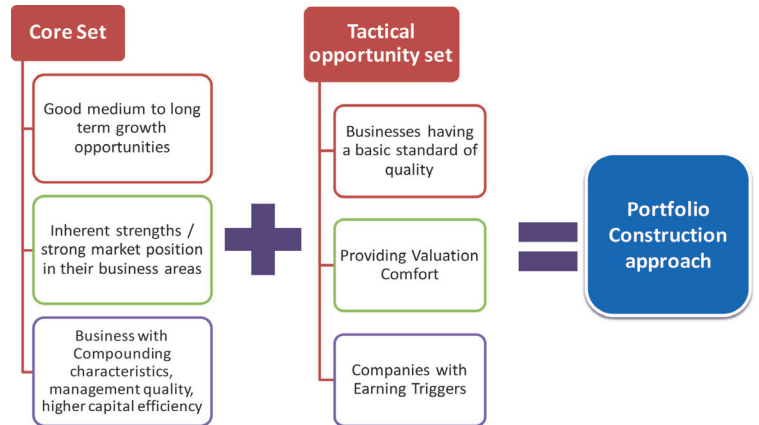 Core Set
Good medium to long
term growth
opportunities
Inherent strengths /
strong market position
in their business areas
Business with
Compounding
characteristics,
management quality,
higher capital efficiency
Tactical
opportunity set
Businesses having
a basic standard of
quality
Providing Valuation
Comfort
Companies with
Earning Triggers
Portfolio
Construction
approach